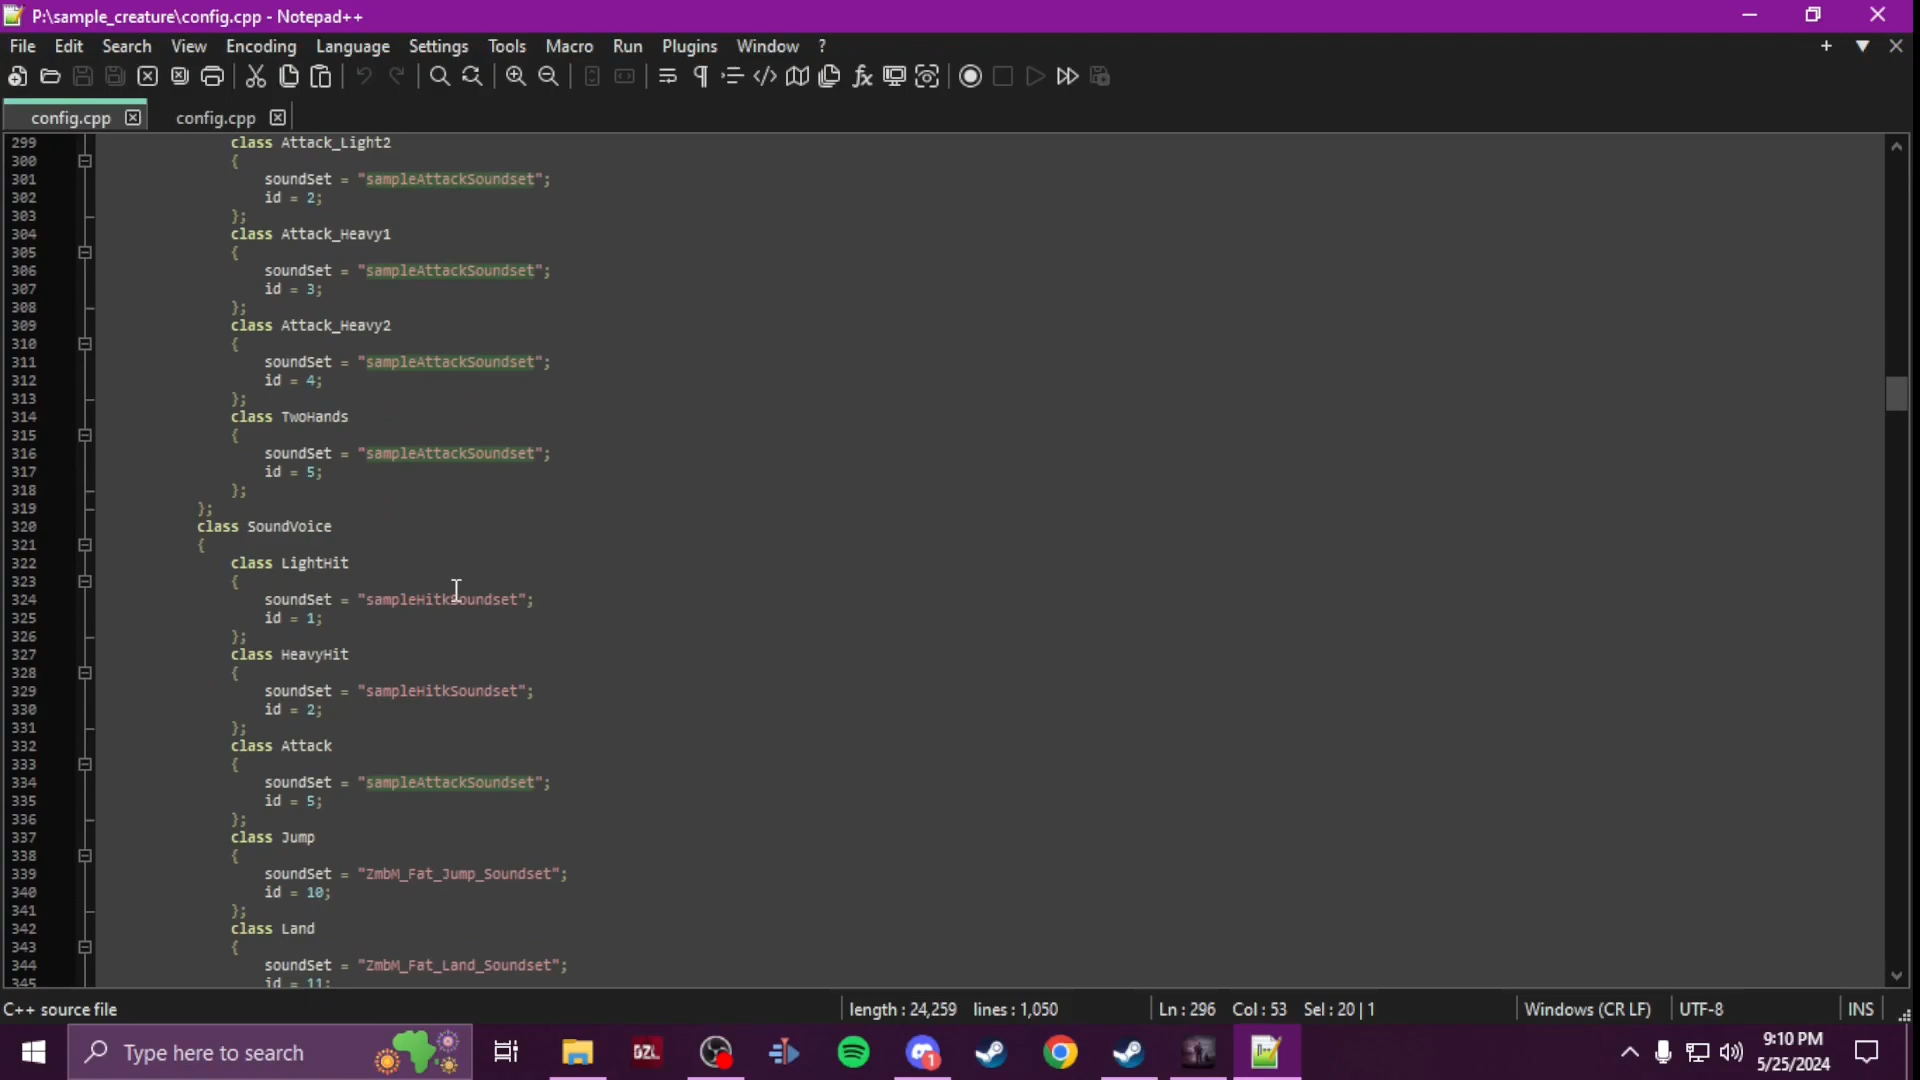 P:\sample_creature\config.cpp - Notepad++
File Edit Search View Encoding Language Settings Tools Macro Run Plugins Window ?
config.cpp config.cpp
299 class Attack_Light2
300 {
301 soundSet = "sampleAttackSoundset";
302 id = 2;
303 };
304 class Attack_Heavy1
305 {
306 soundSet = "sampleAttackSoundset";
307 id = 3;
308 };
309 class Attack_Heavy2
310 {
311 soundSet = "sampleAttackSoundset";
312 id = 4;
313 };
314 class TwoHands
315 {
316 soundSet = "sampleAttackSoundset";
317 id = 5;
318 };
319 };
320 class SoundVoice
321 {
322 class LightHit
323 {
324 soundSet = "sampleHitkSoundset";
325 id = 1;
326 };
327 class HeavyHit
328 {
329 soundSet = "sampleHitkSoundset";
330 id = 2;
331 };
332 class Attack
333 {
334 soundSet = "sampleAttackSoundset";
335 id = 5;
336 };
337 class Jump
338 {
339 soundSet = "ZmbM_Fat_Jump_Soundset";
340 id = 10;
341 };
342 class Land
343 {
344 soundSet = "ZmbM_Fat_Land_Soundset";
345 id = 11;
C++ source file length : 24,259 lines : 1,050 Ln : 296 Col : 53 Sel : 20 | 1 Windows (CR LF) UTF-8 INS
Type here to search DZL 1 9:10 PM
5/25/2024